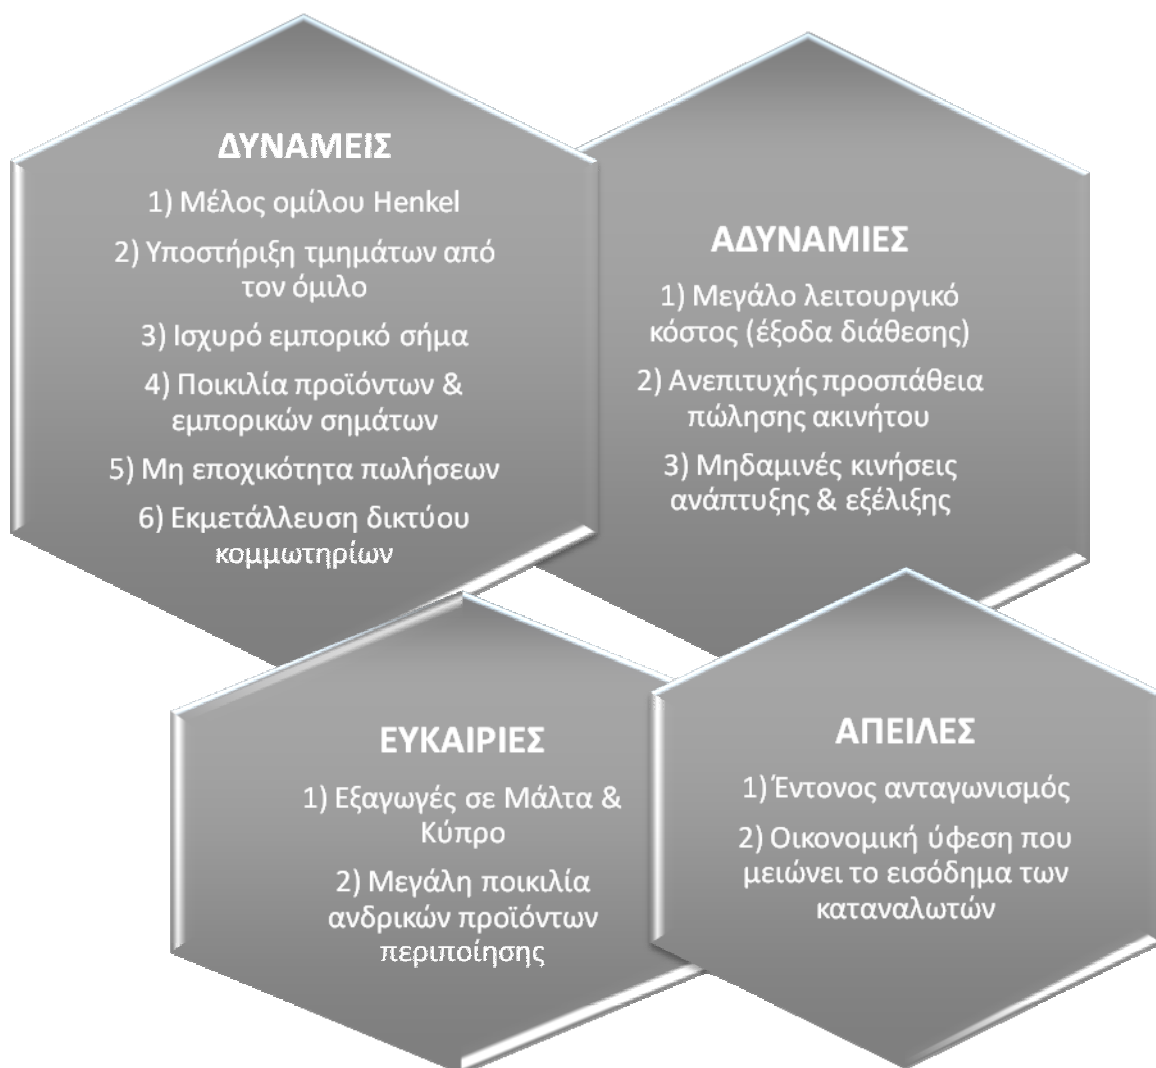 ΔΥΝΑΜΕΙΣ
1) Μέλος ομίλου Henkel
2) Υποστήριξη τμημάτων από
τον όμιλο
3) Ισχυρό εμπορικό σήμα
4) Ποικιλία προϊόντων &
εμπορικών σημάτων
5) Μη εποχικότητα πωλήσεων
6) Εκμετάλλευση δικτύου
κομμωτηρίων
ΑΔΥΝΑΜΙΕΣ
1) Μεγάλο λειτουργικό
κόστος (έξοδα διάθεσης)
2) Ανεπιτυχής προσπάθεια
πώλησης ακινήτου
3) Μηδαμινές κινήσεις
ανάπτυξης & εξέλιξης
ΕΥΚΑΙΡΙΕΣ
1) Εξαγωγές σε Μάλτα &
Κύπρο
2) Μεγάλη ποικιλία
ανδρικών προϊόντων
περιποίησης
ΑΠΕΙΛΕΣ
1) Έντονος ανταγωνισμός
2) Οικονομική ύφεση που
μειώνει το εισόδημα των
καταναλωτών